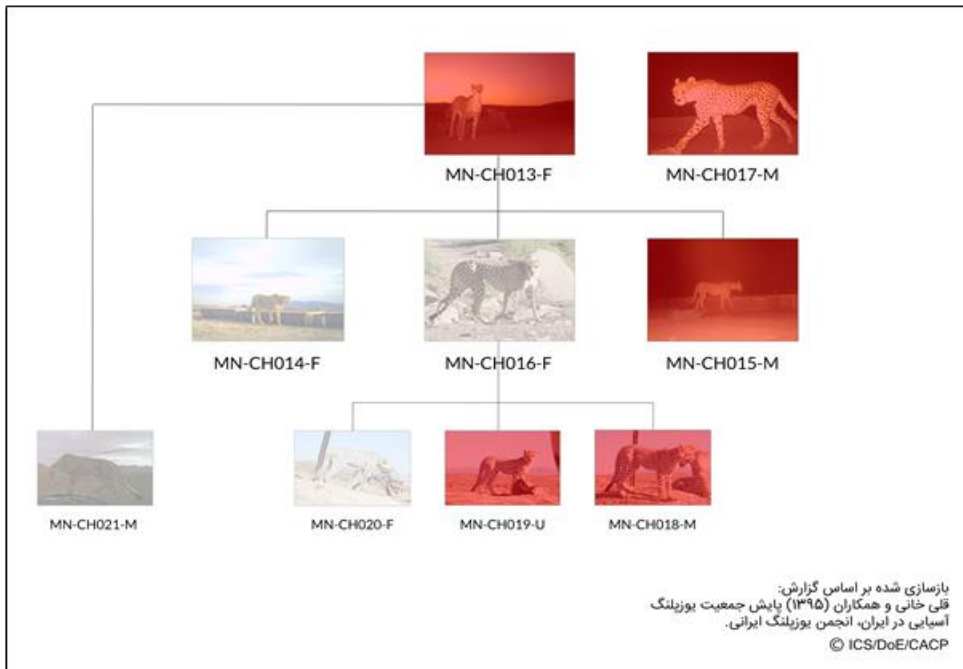 MN-CH013-F
MN-CH017-M
MN-CH014-F
MN-CH016-F
MN-CH015-M
MN-CH021-M
MN-CH020-F
MN-CH019-U
MN-CH018-M
بازسازی شده بر اساس گزارش:
قلی خانی و همکاران (۱۳۹۵) پایش جمعیت یوزپلنگ
آسیایی در ایران، انجمن یوزپلنگ ایرانی.
© ICS/DoE/CACP